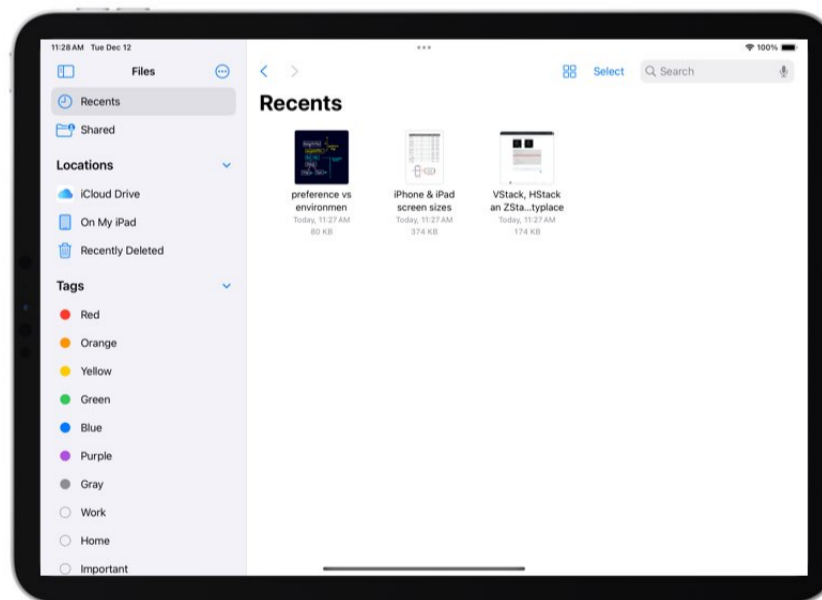 11:28 AM Tue Dec 12
100%
Files
Select
Search
Recents
Shared
Locations
iCloud Drive
On My iPad
Recently Deleted
Tags
Red
Orange
Yellow
Green
Blue
Purple
Gray
Work
Home
Important
Recents
preference vs
environmen
Today, 11:27 AM
80 KB
iPhone & iPad
screen sizes
Today, 11:27 AM
374 KB
VStack, HStack
an ZSta...typlace
Today, 11:27 AM
174 KB